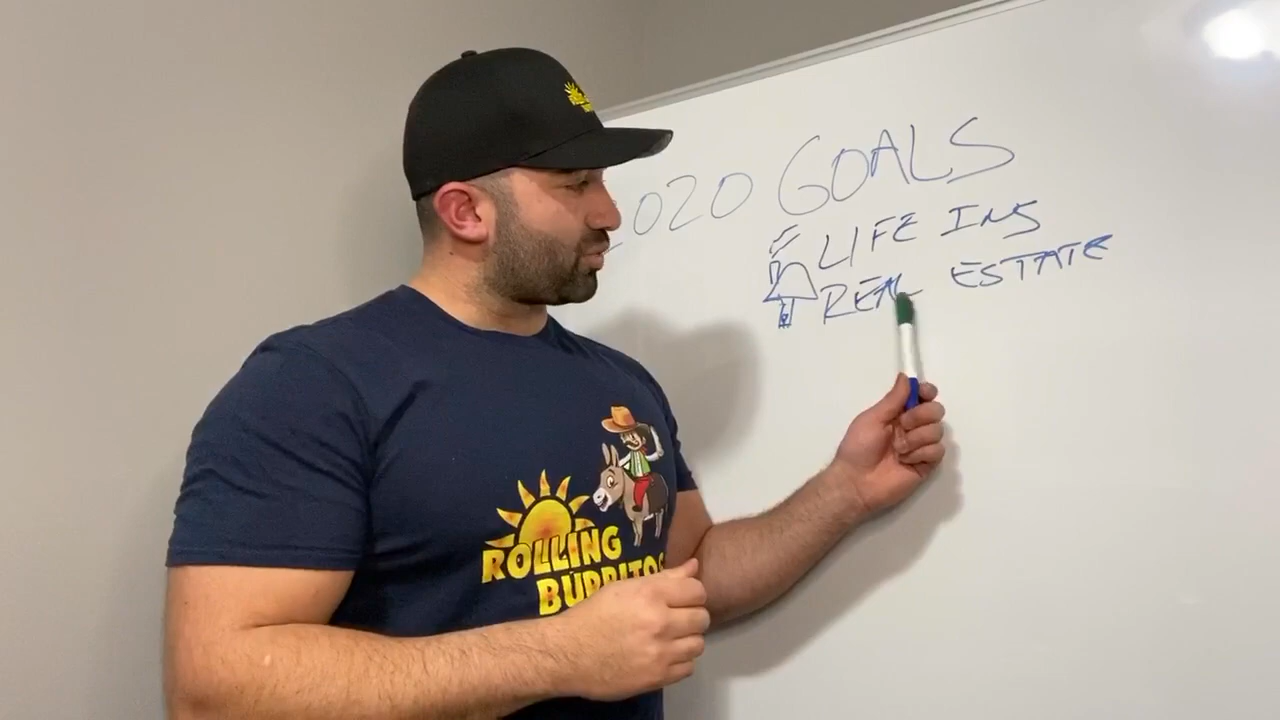 2020 GOALS
LIFE INS
REAL ESTATE
ROLLING
BURRITOS